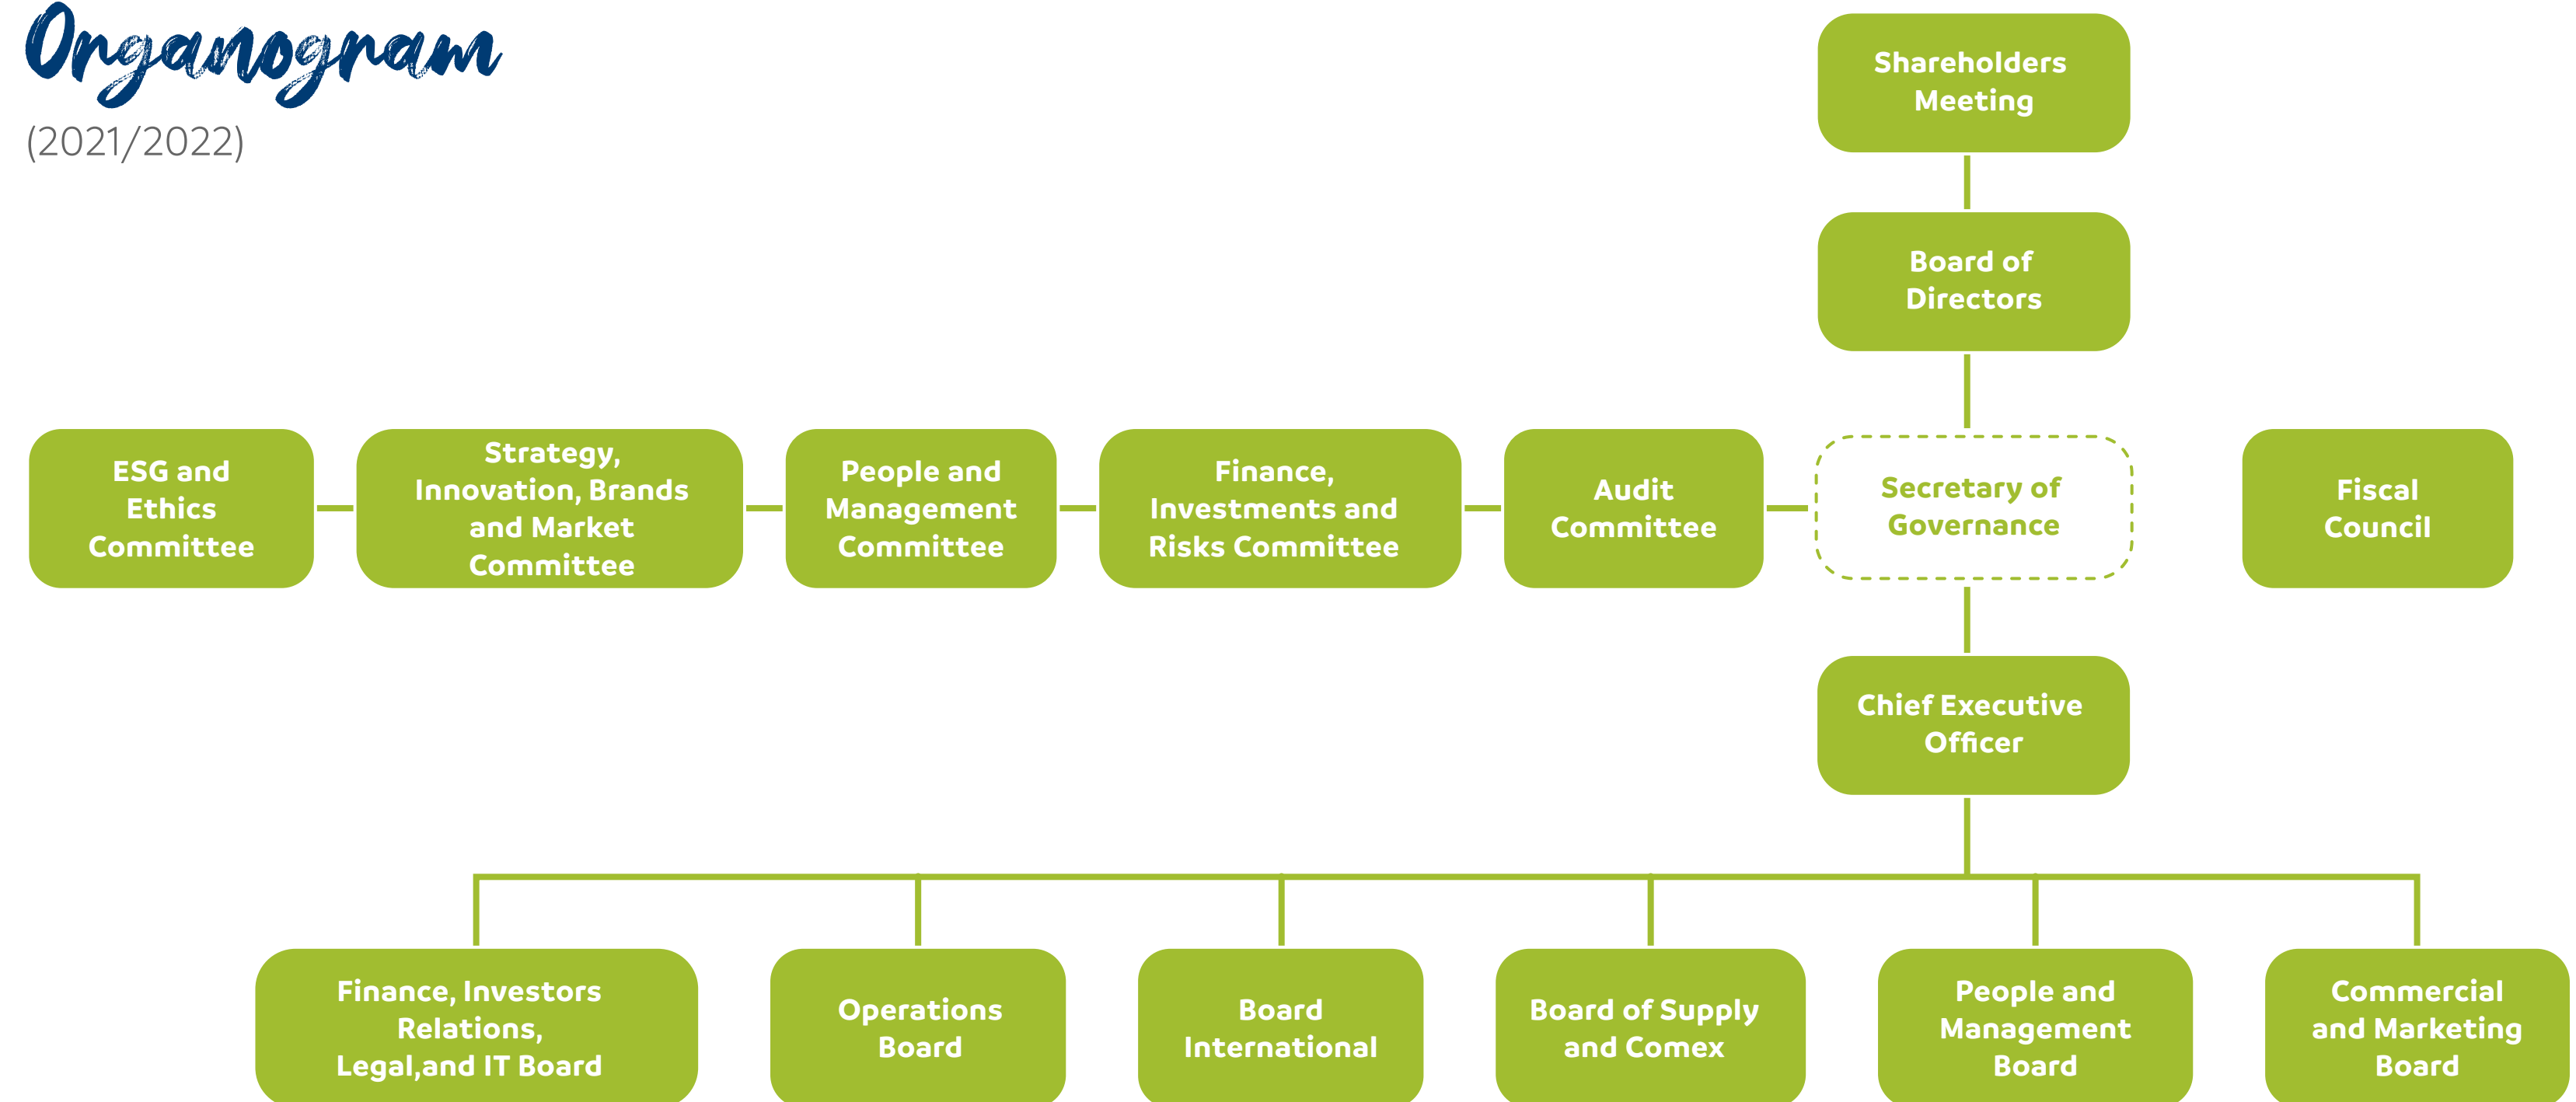 Organogram
(2021/2022)
Shareholders
Meeting
Board of
Directors
ESG and
Ethics
Committee
Strategy,
Innovation, Brands
and Market
Committee
People and
Management
Committee
Finance,
Investments and
Risks Committee
Audit
Committee
Secretary of
Governance
Fiscal
Council
Chief Executive
Officer
Finance, Investors
Relations,
Legal,and IT Board
Operations
Board
Board
International
Board of Supply
and Comex
People and
Management
Board
Commercial
and Marketing
Board